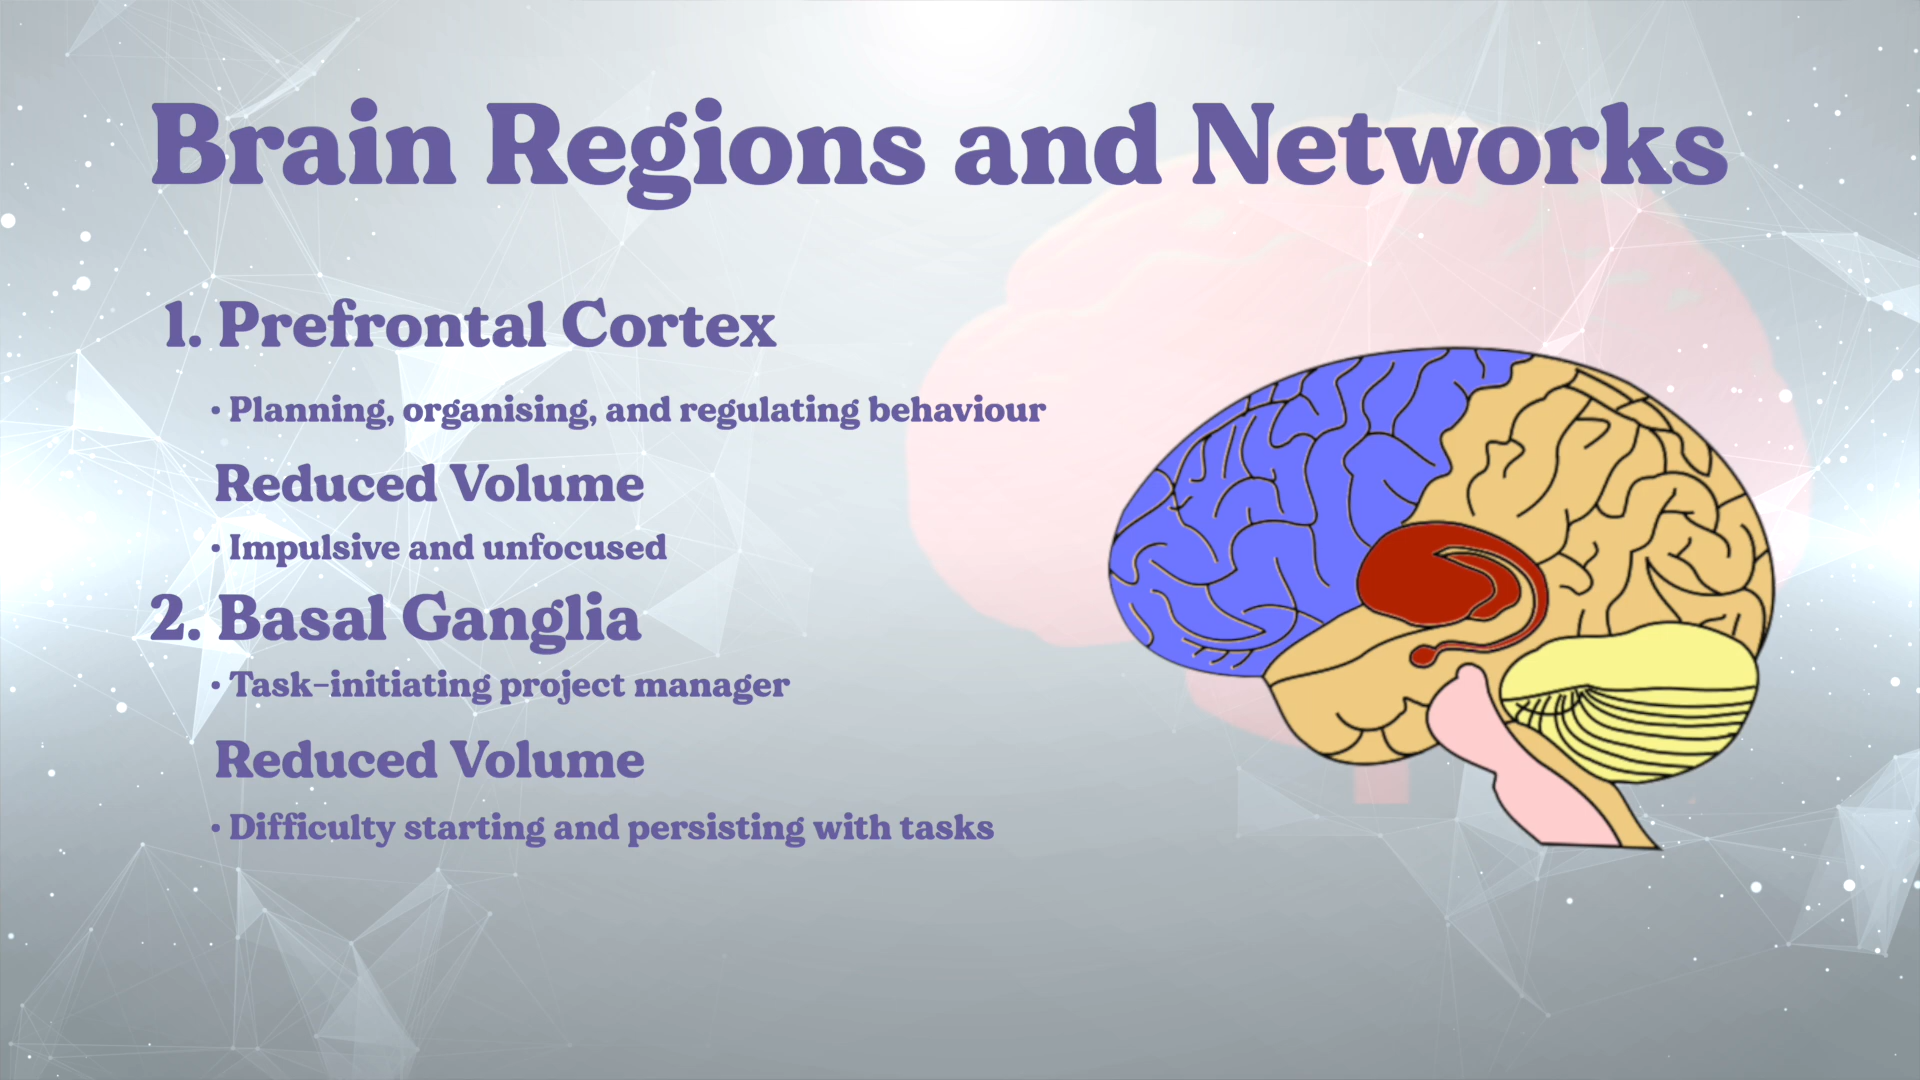 Brain Regions and Networks
1. Prefrontal Cortex
• Planning, organising, and regulating behaviour
Reduced Volume
• Impulsive and unfocused
2. Basal Ganglia
• Task-initiating project manager
Reduced Volume
• Difficulty starting and persisting with tasks